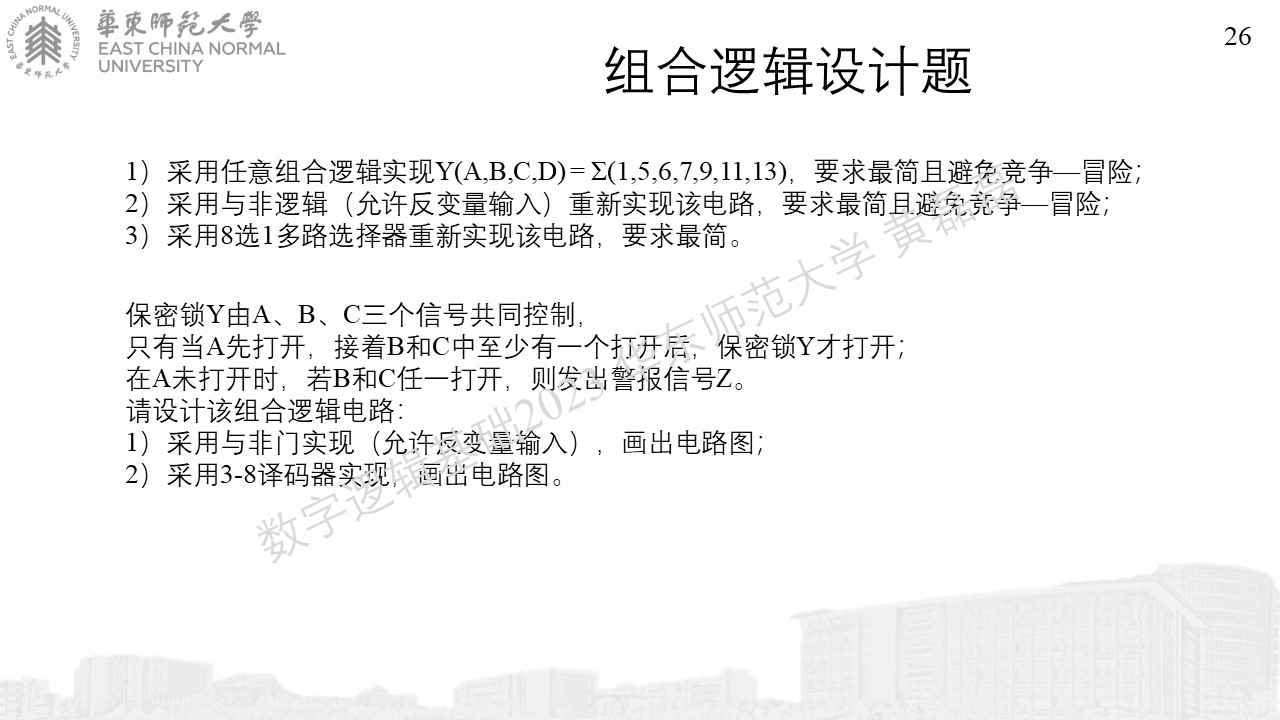 華東師範大學
EAST CHINA NORMAL
UNIVERSITY
EAST CHINA NORMAL UNIVERSITY
華東师范大学
26
组合逻辑设计题
1）采用任意组合逻辑实现Y(A,B,C,D) = Σ(1,5,6,7,9,11,13)，要求最简且避免竞争—冒险；
2）采用与非逻辑（允许反变量输入）重新实现该电路，要求最简且避免竞争—冒险；
3）采用8选1多路选择器重新实现该电路，要求最简。
保密锁Y由A、B、C三个信号共同控制，
只有当A先打开，接着B和C中至少有一个打开后，保密锁Y才打开；
在A未打开时，若B和C任一打开，则发出警报信号Z。
请设计该组合逻辑电路：
1）采用与非门实现（允许反变量输入），画出电路图；
2）采用3-8译码器实现，画出电路图。
数字逻辑基础2023 华东师范大学 黄磊磊